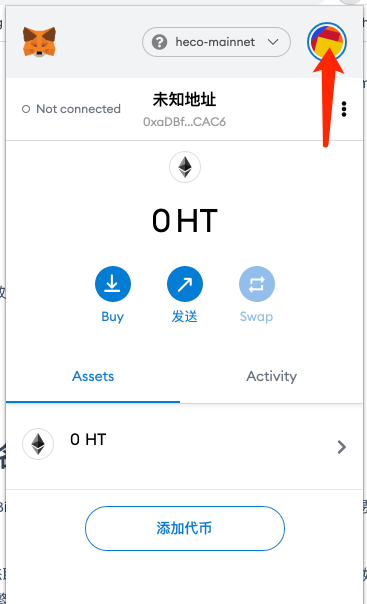 heco-mainnet
Not connected
未知地址
0xaDBf...CAC6
0 HT
Buy
发送
Swap
Assets
Activity
0 HT
添加代币